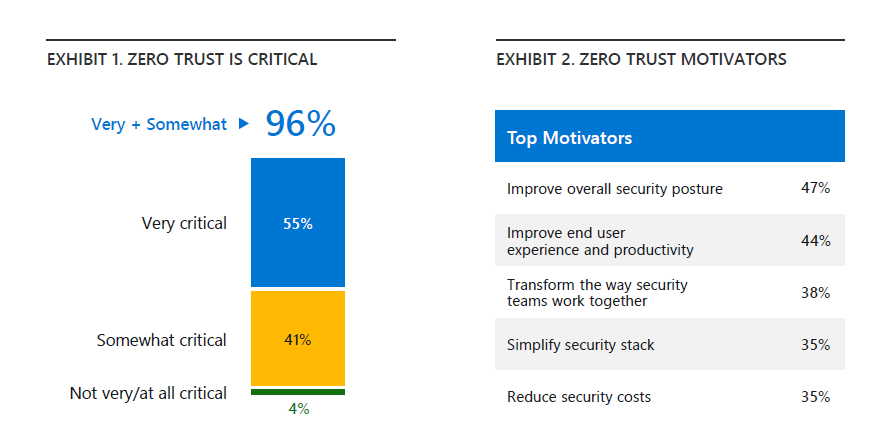 EXHIBIT 1. ZERO TRUST IS CRITICAL
Very + Somewhat ▶ 96%
Very critical 55%
Somewhat critical 41%
Not very/at all critical
4%
EXHIBIT 2. ZERO TRUST MOTIVATORS
Top Motivators
Improve overall security posture 47%
Improve end user
experience and productivity 44%
Transform the way security
teams work together 38%
Simplify security stack 35%
Reduce security costs 35%